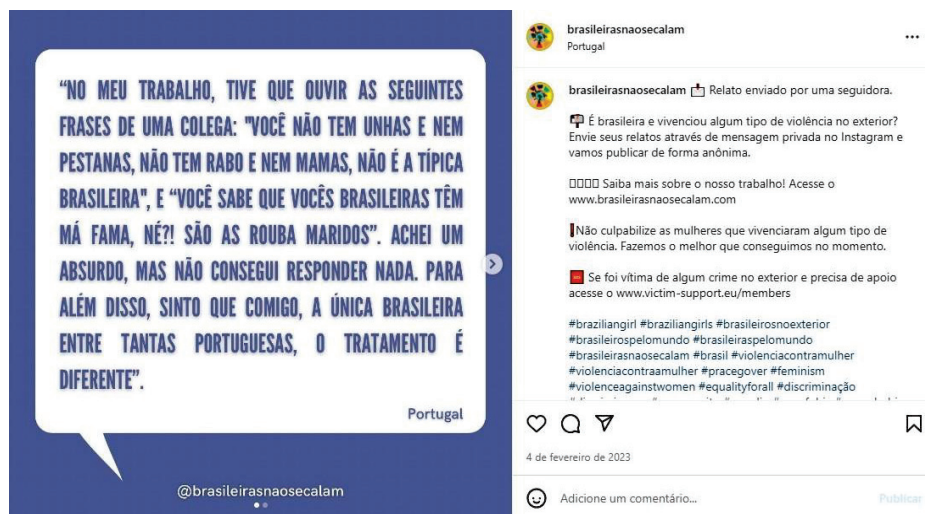 “NO MEU TRABALHO, TIVE QUE OUVIR AS SEGUINTES
FRASES DE UMA COLEGA: "VOCÊ NÃO TEM UNHAS E NEM
PESTANAS, NÃO TEM RABO E NEM MAMAS, NÃO É A TÍPICA
BRASILEIRA", E “VOCÊ SABE QUE VOCÊS BRASILEIRAS TÊM
MÁ FAMA, NÉ?! SÃO AS ROUBA MARIDOS”. ACHEI UM
ABSURDO, MAS NÃO CONSEGUI RESPONDER NADA. PARA
ALÉM DISSO, SINTO QUE COMIGO, A ÚNICA BRASILEIRA
ENTRE TANTAS PORTUGUESAS, O TRATAMENTO É
DIFERENTE”.
Portugal
@brasileirasnaosecalam
brasileirasnaosecalam
Portugal
brasileirasnaosecalam 📩 Relato enviado por uma seguidora.
📮 É brasileira e vivenciou algum tipo de violência no exterior?
Envie seus relatos através de mensagem privada no Instagram e
vamos publicar de forma anônima.
Saiba mais sobre o nosso trabalho! Acesse o
www.brasileirasnaosecalam.com
Não culpabilize as mulheres que vivenciaram algum tipo de
violência. Fazemos o melhor que conseguimos no momento.
Se foi vítima de algum crime no exterior e precisa de apoio
acesse o www.victim-support.eu/members
#braziliangirl #braziliangirls #brasileirosnoexterior
#brasileirospelomundo #brasileiraspelomundo
#brasileirasnaosecalam #brasil #violenciacontramulher
#violenciacontraamulher #pracegover #feminism
#violenceagainstwomen #equalityforall #discriminação
4 de fevereiro de 2023
Adicione um comentário...
Publicar